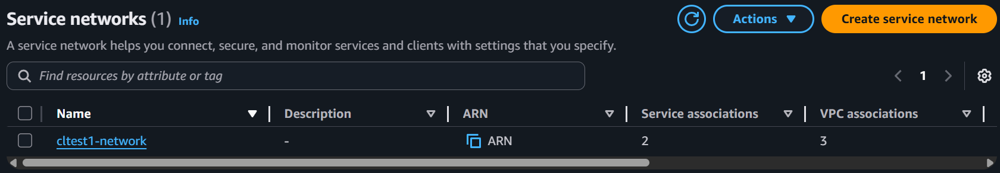 Service networks (1) Info
Actions
Create service network
A service network helps you connect, secure, and monitor services and clients with settings that you specify.
Find resources by attribute or tag
1
Name Description ARN Service associations VPC associations
cltest1-network - ARN 2 3